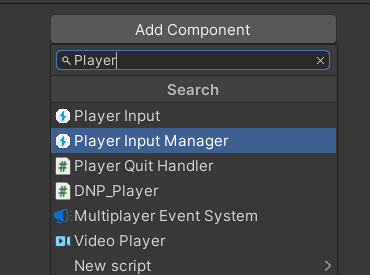 Add Component
Player
Search
Player Input
Player Input Manager
Player Quit Handler
DNP_Player
Multiplayer Event System
Video Player
New script